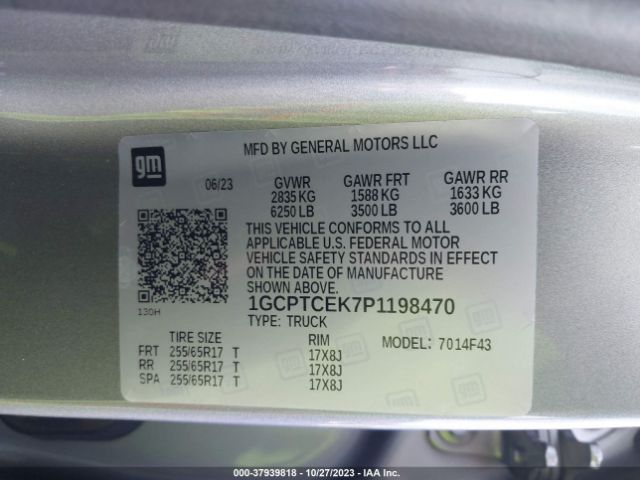 gm
MFD BY GENERAL MOTORS LLC
06/23 GVWR GAWR FRT GAWR RR
2835 KG 1588 KG 1633 KG
6250 LB 3500 LB 3600 LB
THIS VEHICLE CONFORMS TO ALL
APPLICABLE U.S. FEDERAL MOTOR
VEHICLE SAFETY STANDARDS IN EFFECT
ON THE DATE OF MANUFACTURE
SHOWN ABOVE.
130H
1GCPTCEK7P1198470
TYPE: TRUCK
TIRE SIZE RIM MODEL: 7014F43
FRT 255/65R17 T 17X8J
RR 255/65R17 T 17X8J
SPA 255/65R17 T 17X8J
000-37939818 - 10/27/2023 - IAA Inc.